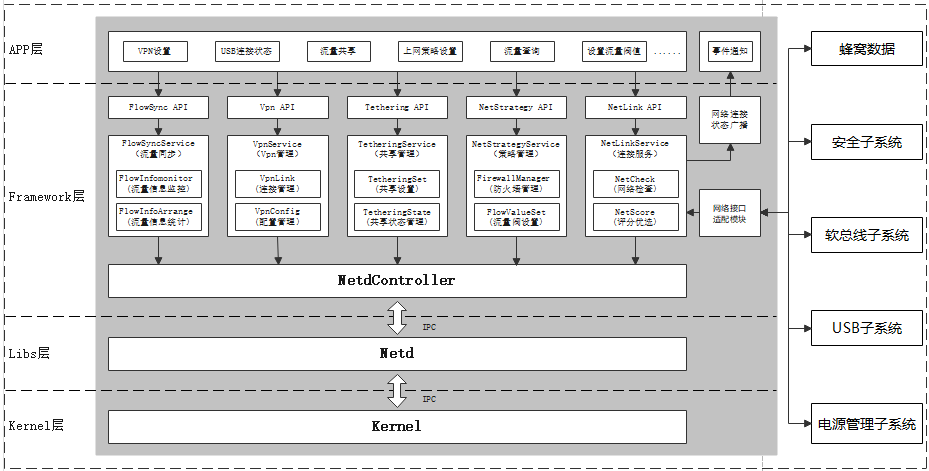 APP层
VPN设置
USB连接状态
流量共享
上网策略设置
流量查询
设置流量阀值
......
事件通知
蜂窝数据
FlowSync API
Vpn API
Tethering API
NetStrategy API
NetLink API
网络连接
状态广播
安全子系统
Framework层
FlowSyncService
(流量同步)
FlowInfomonitor
(流量信息监控)
FlowInfoArrange
(流量信息统计)
VpnService
(Vpn管理)
VpnLink
(连接管理)
VpnConfig
(配置管理)
TetheringService
(共享管理)
TetheringSet
(共享设置)
TetheringState
(共享状态管理)
NetStrategyService
(策略管理)
FirewallManager
(防火墙管理)
FlowValueSet
(流量阀设置)
NetLinkService
(连接服务)
NetCheck
(网络检查)
NetScore
(评分优选)
网络接口
适配模块
软总线子系统
NetdController
IPC
USB子系统
Libs层
Netd
IPC
Kernel层
Kernel
电源管理子系统